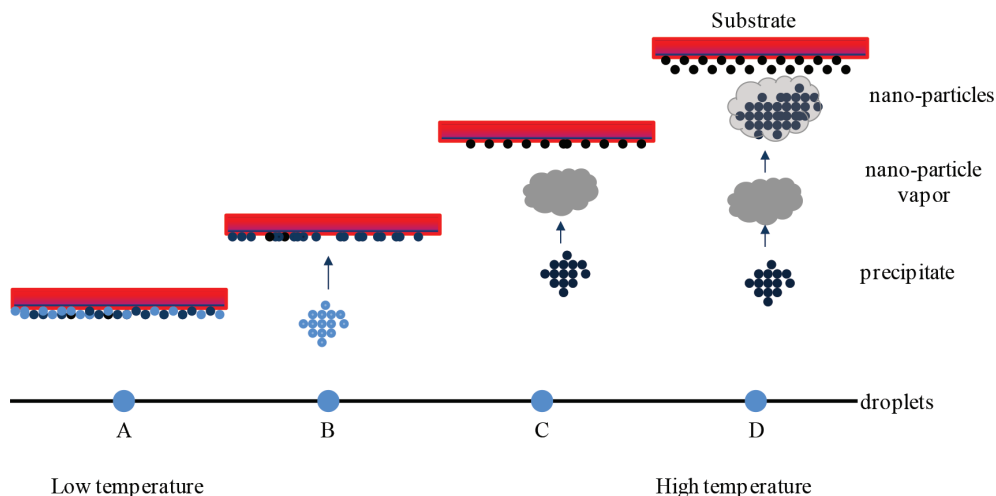 Substrate
nano-particles
nano-particle
vapor
precipitate
droplets
A
B
C
D
Low temperature
High temperature